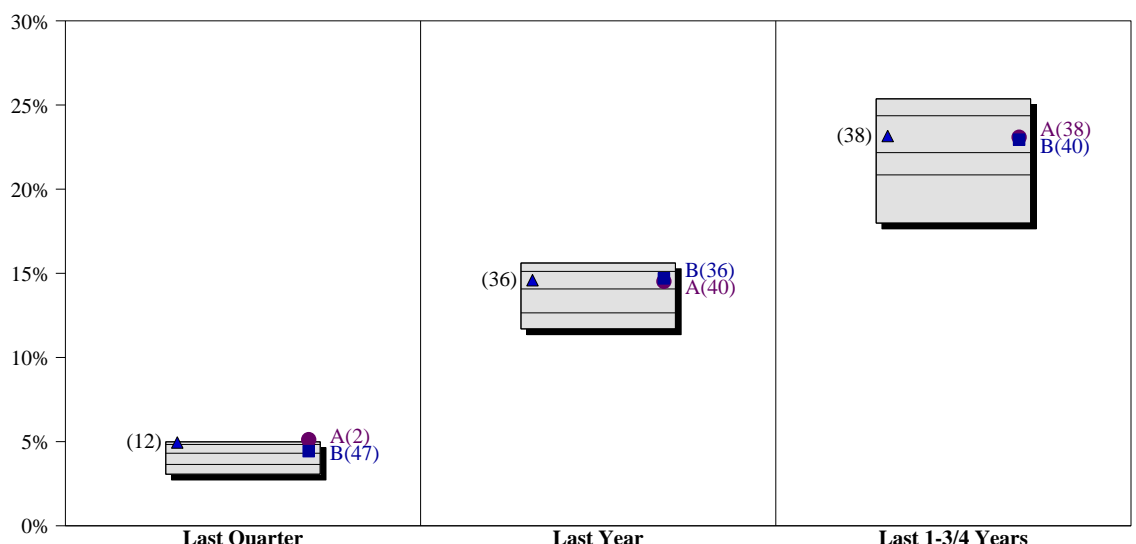 30%
25%
20%
15%
10%
5%
0%
(12)
A(2)
B(47)
(36)
B(36)
A(40)
(38)
A(38)
B(40)
Last Quarter
Last Year
Last 1-3/4 Years